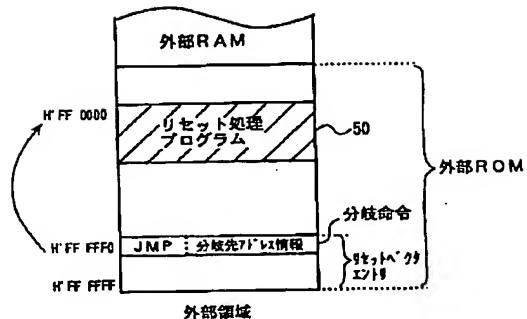 外部RAM
H'FF 0000
リセット処理
プログラム
50
外部ROM
分岐命令
H'FF FFF0
JMP
分岐先アドレス情報
リセットベクタ
エントリ
H'FF FFFF
外部領域